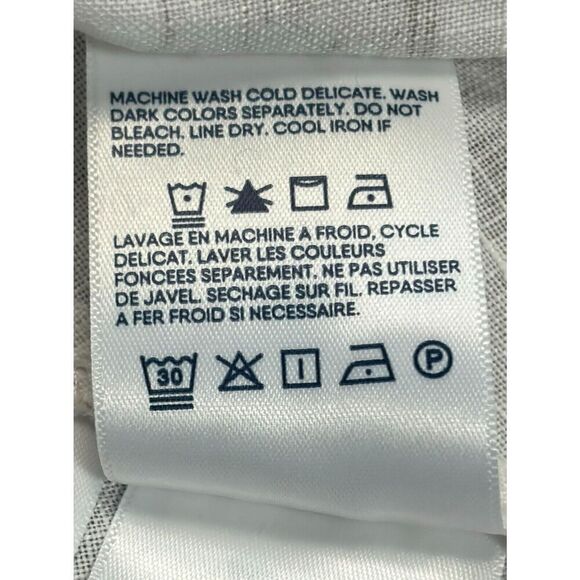 MACHINE WASH COLD DELICATE. WASH
DARK COLORS SEPARATELY. DO NOT
BLEACH. LINE DRY. COOL IRON IF
NEEDED.
LAVAGE EN MACHINE A FROID, CYCLE
DELICAT. LAVER LES COULEURS
FONCEES SEPAREMENT. NE PAS UTILISER
DE JAVEL. SECHAGE SUR FIL. REPASSER
A FER FROID SI NECESSAIRE.
30 P